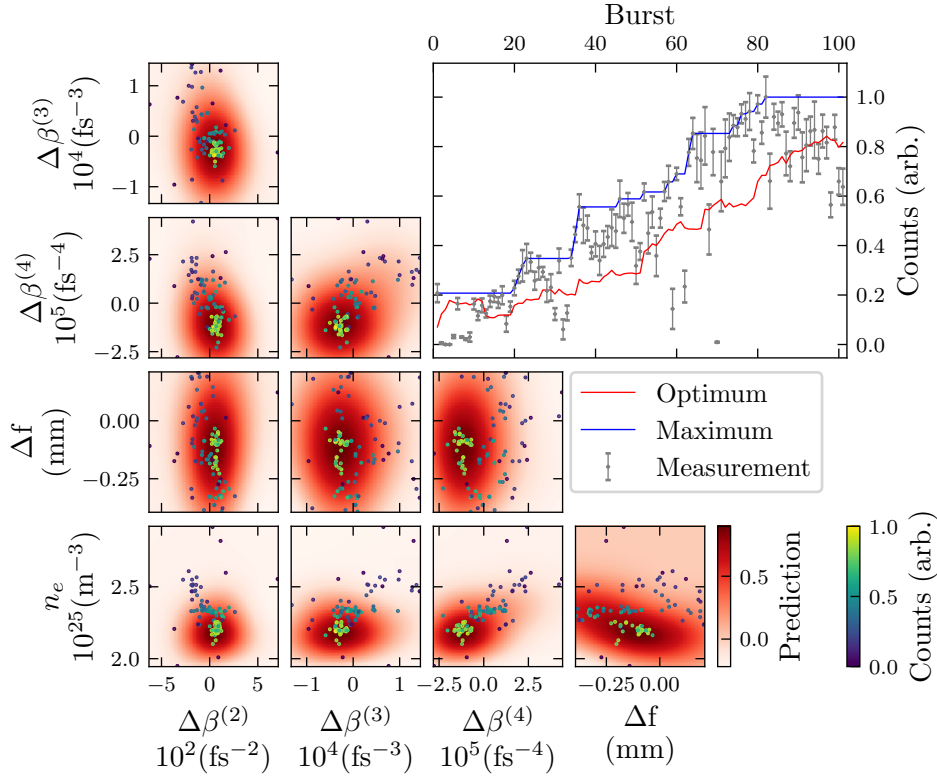 Burst
0 20 40 60 80 100
Δβ⁽³⁾
10⁴(fs⁻³)
1
0
−1
1.0
0.8
0.6
0.4
0.2
0.0
Counts (arb.)
Δβ⁽⁴⁾
10⁵(fs⁻⁴)
2.5
0.0
−2.5
Δf
(mm)
0.00
−0.25
Optimum
Maximum
Measurement
nₑ
10²⁵(m⁻³)
3.0
2.5
2.0
0.5
0.0
Prediction
1.0
0.5
0.0
Counts (arb.)
−5 0 5
−1 0 1
−2.5 0.0 2.5
−0.25 0.00
Δβ⁽²⁾
10²(fs⁻²)
Δβ⁽³⁾
10⁴(fs⁻³)
Δβ⁽⁴⁾
10⁵(fs⁻⁴)
Δf
(mm)